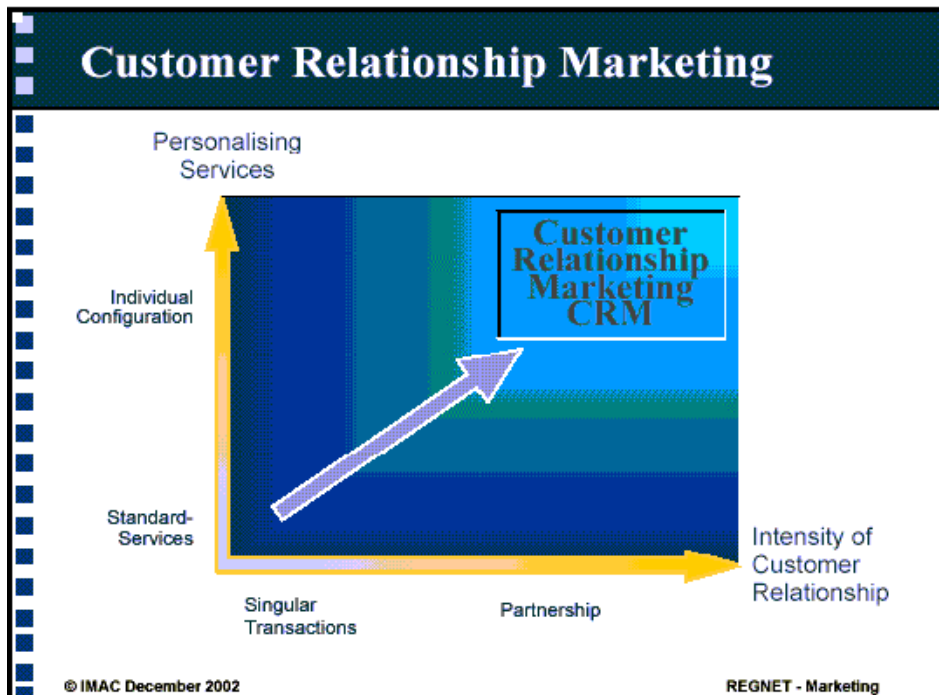 Customer Relationship Marketing
Personalising
Services
Customer
Relationship
Marketing
CRM
Individual
Configuration
Standard-
Services
Intensity of
Customer
Relationship
Singular
Transactions
Partnership
© IMAC December 2002
REGNET - Marketing